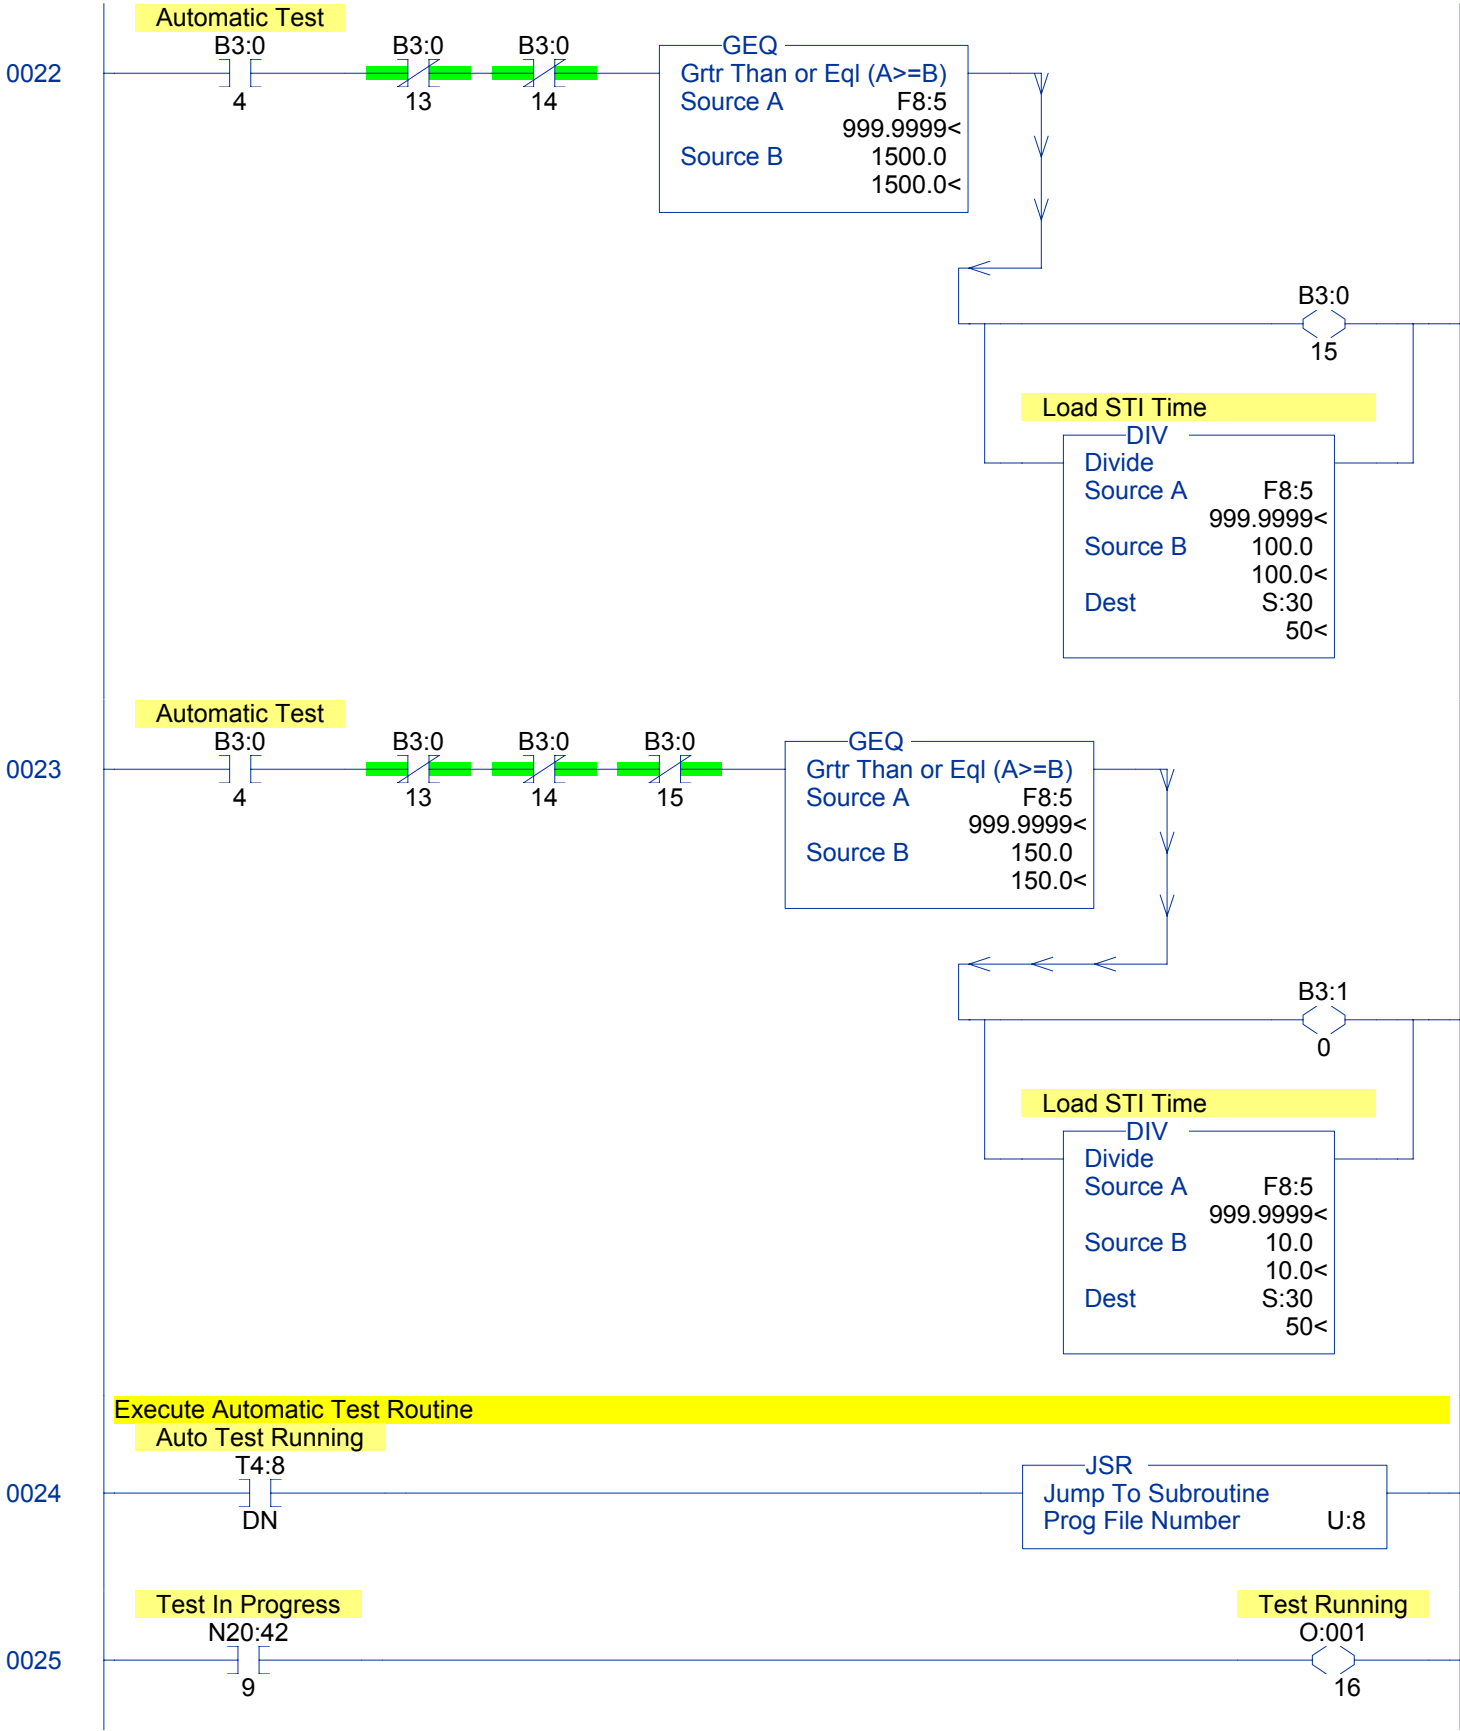 Automatic Test
B3:0 B3:0 B3:0 GEQ
0022 Grtr Than or Eql (A>=B)
4 13 14 Source A F8:5
999.9999<
Source B 1500.0
1500.0<
B3:0
15
Load STI Time
DIV
Divide
Source A F8:5
999.9999<
Source B 100.0
100.0<
Dest S:30
50<
Automatic Test
B3:0 B3:0 B3:0 B3:0 GEQ
0023 Grtr Than or Eql (A>=B)
4 13 14 15 Source A F8:5
999.9999<
Source B 150.0
150.0<
B3:1
0
Load STI Time
DIV
Divide
Source A F8:5
999.9999<
Source B 10.0
10.0<
Dest S:30
50<
Execute Automatic Test Routine
Auto Test Running
T4:8 JSR
0024 Jump To Subroutine
DN Prog File Number U:8
Test In Progress Test Running
N20:42 O:001
0025
9 16